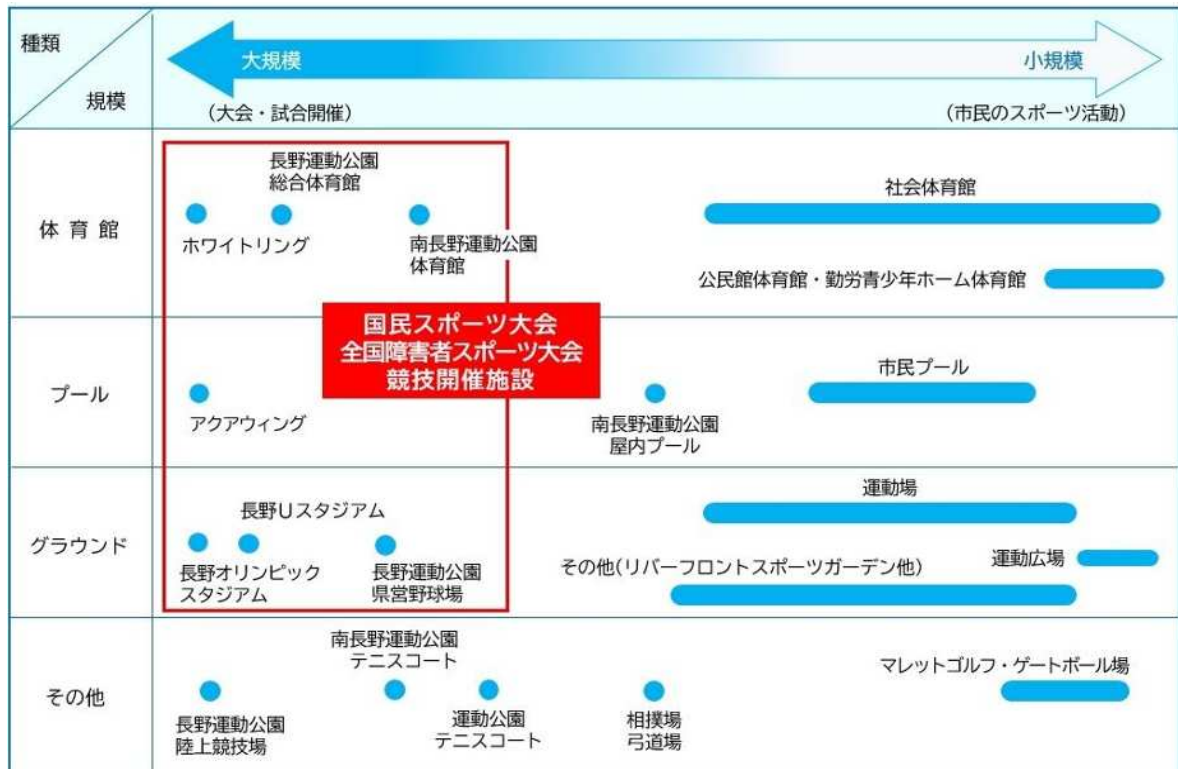 種類
規模
大規模
小規模
(大会・試合開催)
(市民のスポーツ活動)
体育館
長野運動公園
総合体育館
ホワイトリング
南長野運動公園
体育館
社会体育館
公民館体育館・勤労青少年ホーム体育館
国民スポーツ大会
全国障害者スポーツ大会
競技開催施設
プール
アクアウィング
南長野運動公園
屋内プール
市民プール
グラウンド
長野Uスタジアム
長野オリンピック
スタジアム
長野運動公園
県営野球場
運動場
その他(リバーフロントスポーツガーデン他)
運動広場
その他
長野運動公園
陸上競技場
南長野運動公園
テニスコート
運動公園
テニスコート
相撲場
弓道場
マレットゴルフ・ゲートボール場